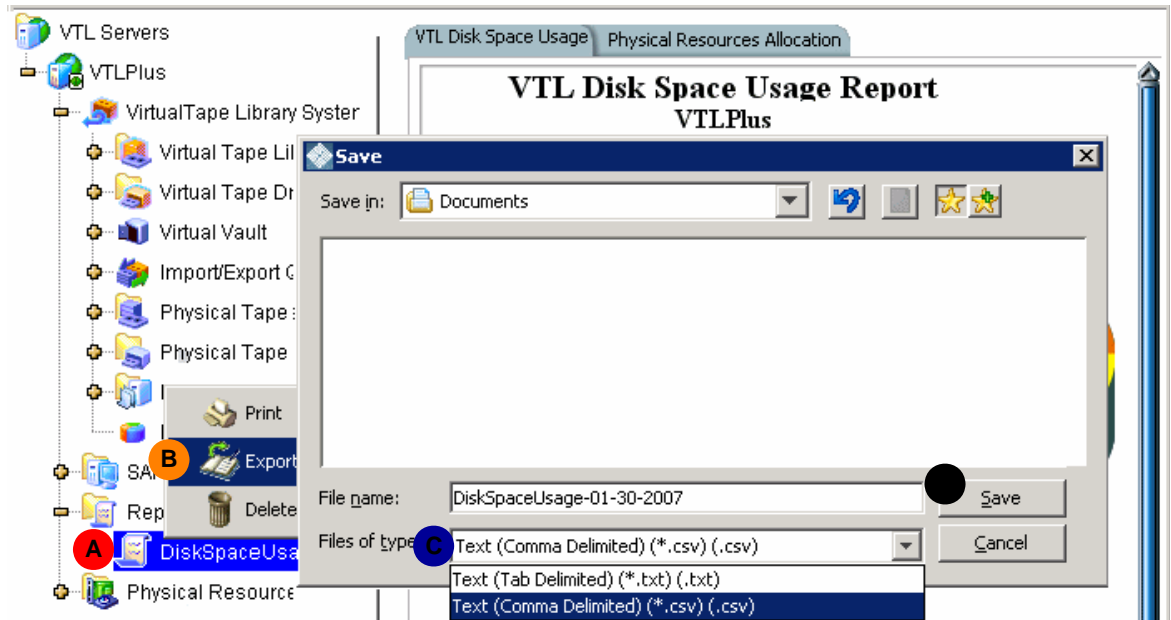 VTL Servers
VTLPlus
VirtualTape Library Syster
Virtual Tape Lil
Virtual Tape Dr
Virtual Vault
Import/Export
Physical Tape
Physical Tape
Print
B
Export
SAN
Delete
Rep
A
DiskSpaceUsa
Physical Resource
VTL Disk Space Usage
Physical Resources Allocation
VTL Disk Space Usage Report
VTLPlus
Save
Save in:
Documents
File name:
DiskSpaceUsage-01-30-2007
Save
Files of type
C
Text (Comma Delimited) (*.csv) (.csv)
Cancel
Text (Tab Delimited) (*.txt) (.txt)
Text (Comma Delimited) (*.csv) (.csv)